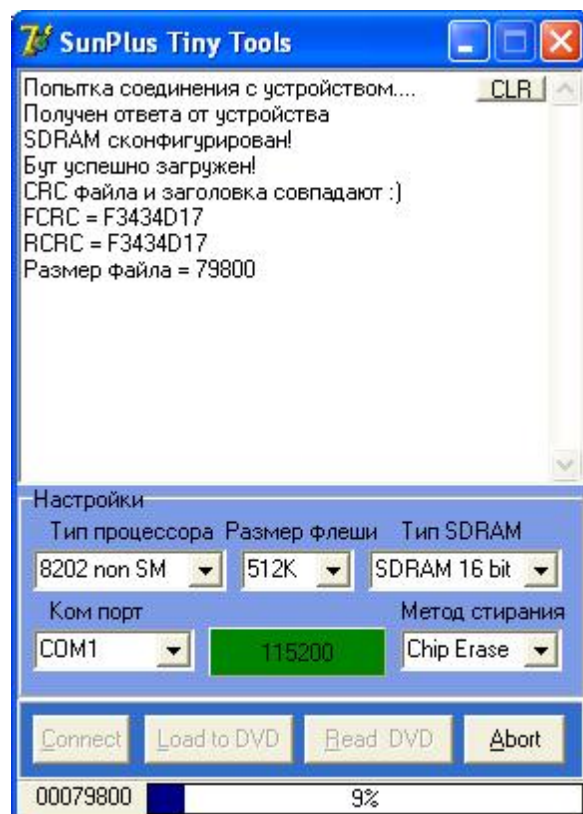 SunPlus Tiny Tools
Попытка соединения с устройством.... CLR
Получен ответа от устройства
SDRAM сконфигурирован!
Бут успешно загружен!
CRC файла и заголовка совпадают :)
FCRC = F3434D17
RCRC = F3434D17
Размер файла = 79800
Настройки
Тип процессора Размер флеши Тип SDRAM
8202 non SM 512K SDRAM 16 bit
Ком порт Метод стирания
COM1 115200 Chip Erase
Connect Load to DVD Read DVD Abort
00079800 9%